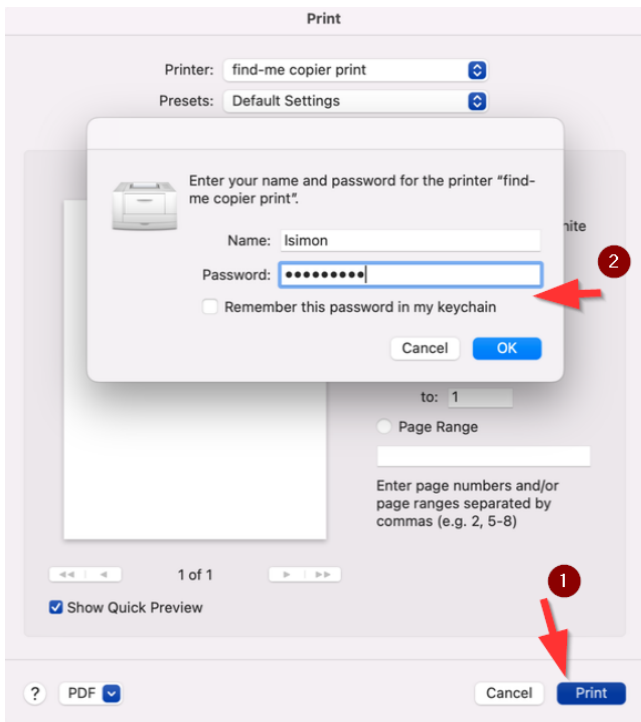 Print
Printer: find-me copier print
Presets: Default Settings
Enter your name and password for the printer "find-
me copier print".
Name: lsimon
Password: •••••••••
Remember this password in my keychain
Cancel OK
2
to: 1
Page Range
Enter page numbers and/or
page ranges separated by
commas (e.g. 2, 5-8)
1 of 1
1
Show Quick Preview
? PDF Cancel Print